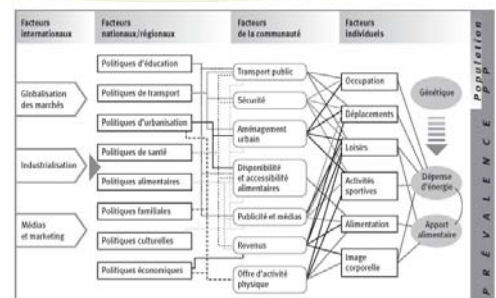 Facteurs
internationaux
Facteurs
nationaux/régionaux
Facteurs
de la communauté
Facteurs
individuels
Globalisation
des marchés
Industrialisation
Médias
et marketing
Politiques d'éducation
Politiques de transport
Politiques d'urbanisation
Politiques de santé
Politiques alimentaires
Politiques familiales
Politiques culturelles
Politiques économiques
Transport public
Sécurité
Aménagement
urbain
Disponibilité
et accessibilité
alimentaires
Publicité et médias
Revenus
Offre d'activité
physique
Occupation
Déplacements
Loisirs
Activités
sportives
Alimentation
Image
corporelle
Génétique
Dépense
d'énergie
Apport
alimentaire
Population
PRÉVALENCE